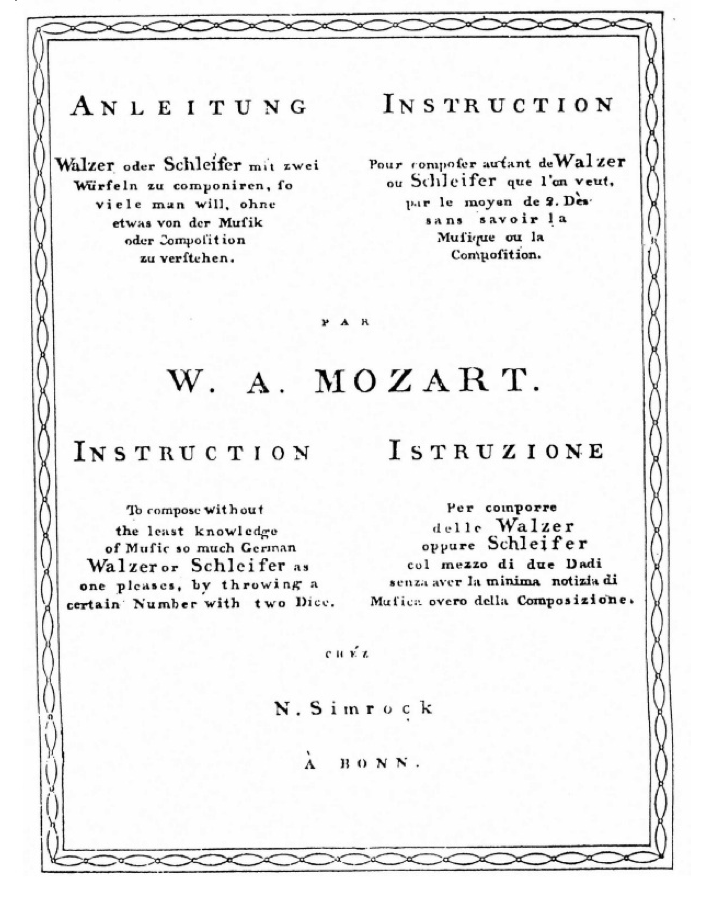 ANLEITUNG
Walzer oder Schleifer mit zwei
Würfeln zu componiren, ſo
viele man will, ohne
etwas von der Muſik
oder Compoſition
zu verſtehen.
INSTRUCTION
Pour compoſer autant de Walzer
ou Schleifer que l'on veut,
par le moyen de 2. Dès
sans savoir la
Muſique ou la
Compoſition.
PAR
W. A. MOZART.
INSTRUCTION
To compose without
the least knowledge
of Muſic so much German
Walzer or Schleifer as
one pleases, by throwing a
certain Number with two Dice.
ISTRUZIONE
Per comporre
delle Walzer
oppure Schleifer
col mezzo di due Dadi
senza aver la minima notizia di
Muſica overo della Composizione.
CHÉZ
N. Simrock
À BONN.